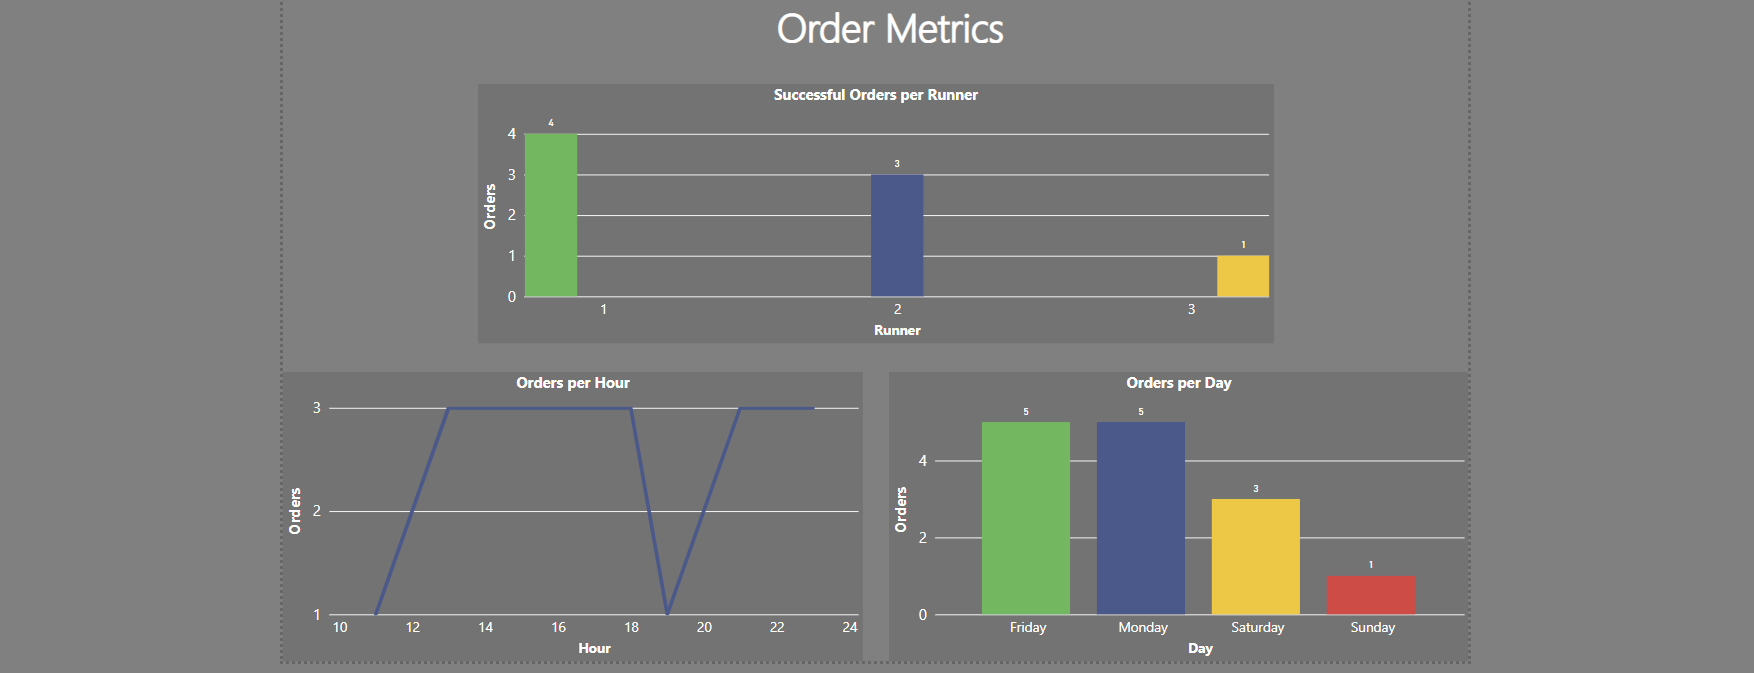 Order Metrics
Successful Orders per Runner
4
4
3
3
2
1
1
0
Orders
1 2 3
Runner
Orders per Hour
3
2
1
Orders
10 12 14 16 18 20 22 24
Hour
Orders per Day
5 5
4
3
2
1
0
Orders
Friday Monday Saturday Sunday
Day